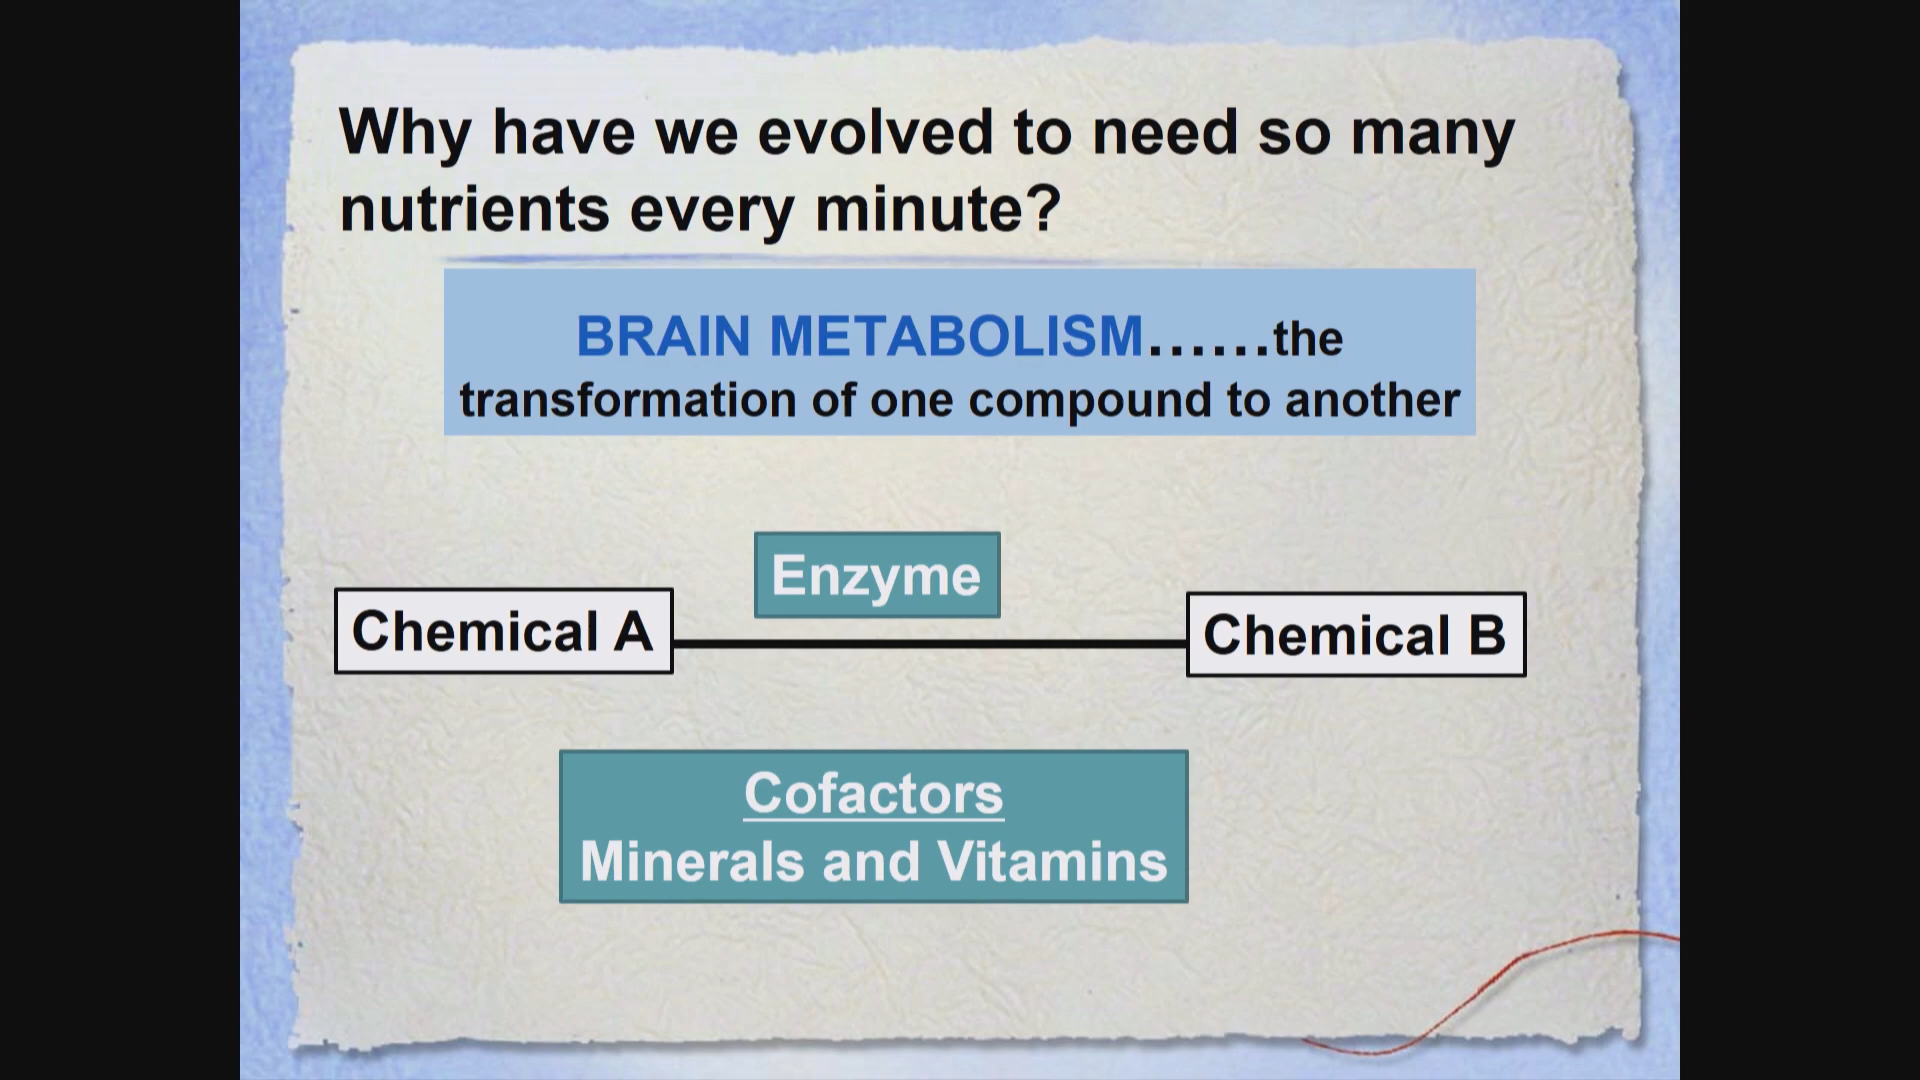 Why have we evolved to need so many
nutrients every minute?
BRAIN METABOLISM......the
transformation of one compound to another
Enzyme
Chemical A
Chemical B
Cofactors
Minerals and Vitamins